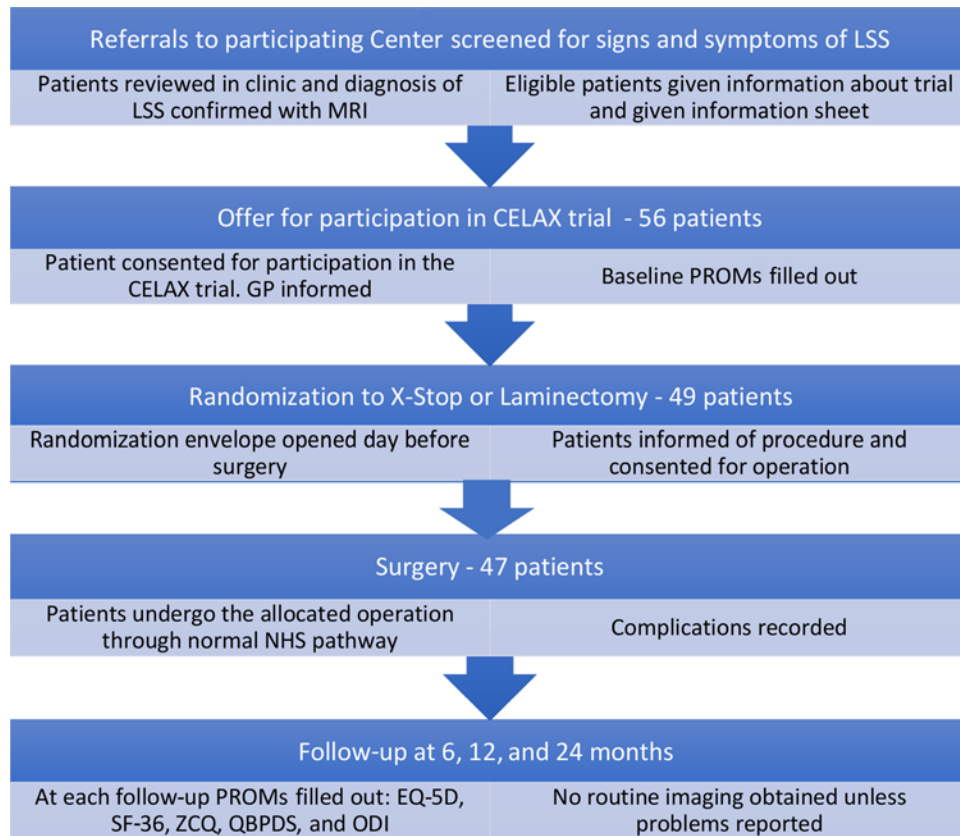 Referrals to participating Center screened for signs and symptoms of LSS
Patients reviewed in clinic and diagnosis of
LSS confirmed with MRI
Eligible patients given information about trial
and given information sheet
Offer for participation in CELAX trial - 56 patients
Patient consented for participation in the
CELAX trial. GP informed
Baseline PROMs filled out
Randomization to X-Stop or Laminectomy - 49 patients
Randomization envelope opened day before
surgery
Patients informed of procedure and
consented for operation
Surgery - 47 patients
Patients undergo the allocated operation
through normal NHS pathway
Complications recorded
Follow-up at 6, 12, and 24 months
At each follow-up PROMs filled out: EQ-5D,
SF-36, ZCQ, QBPDS, and ODI
No routine imaging obtained unless
problems reported